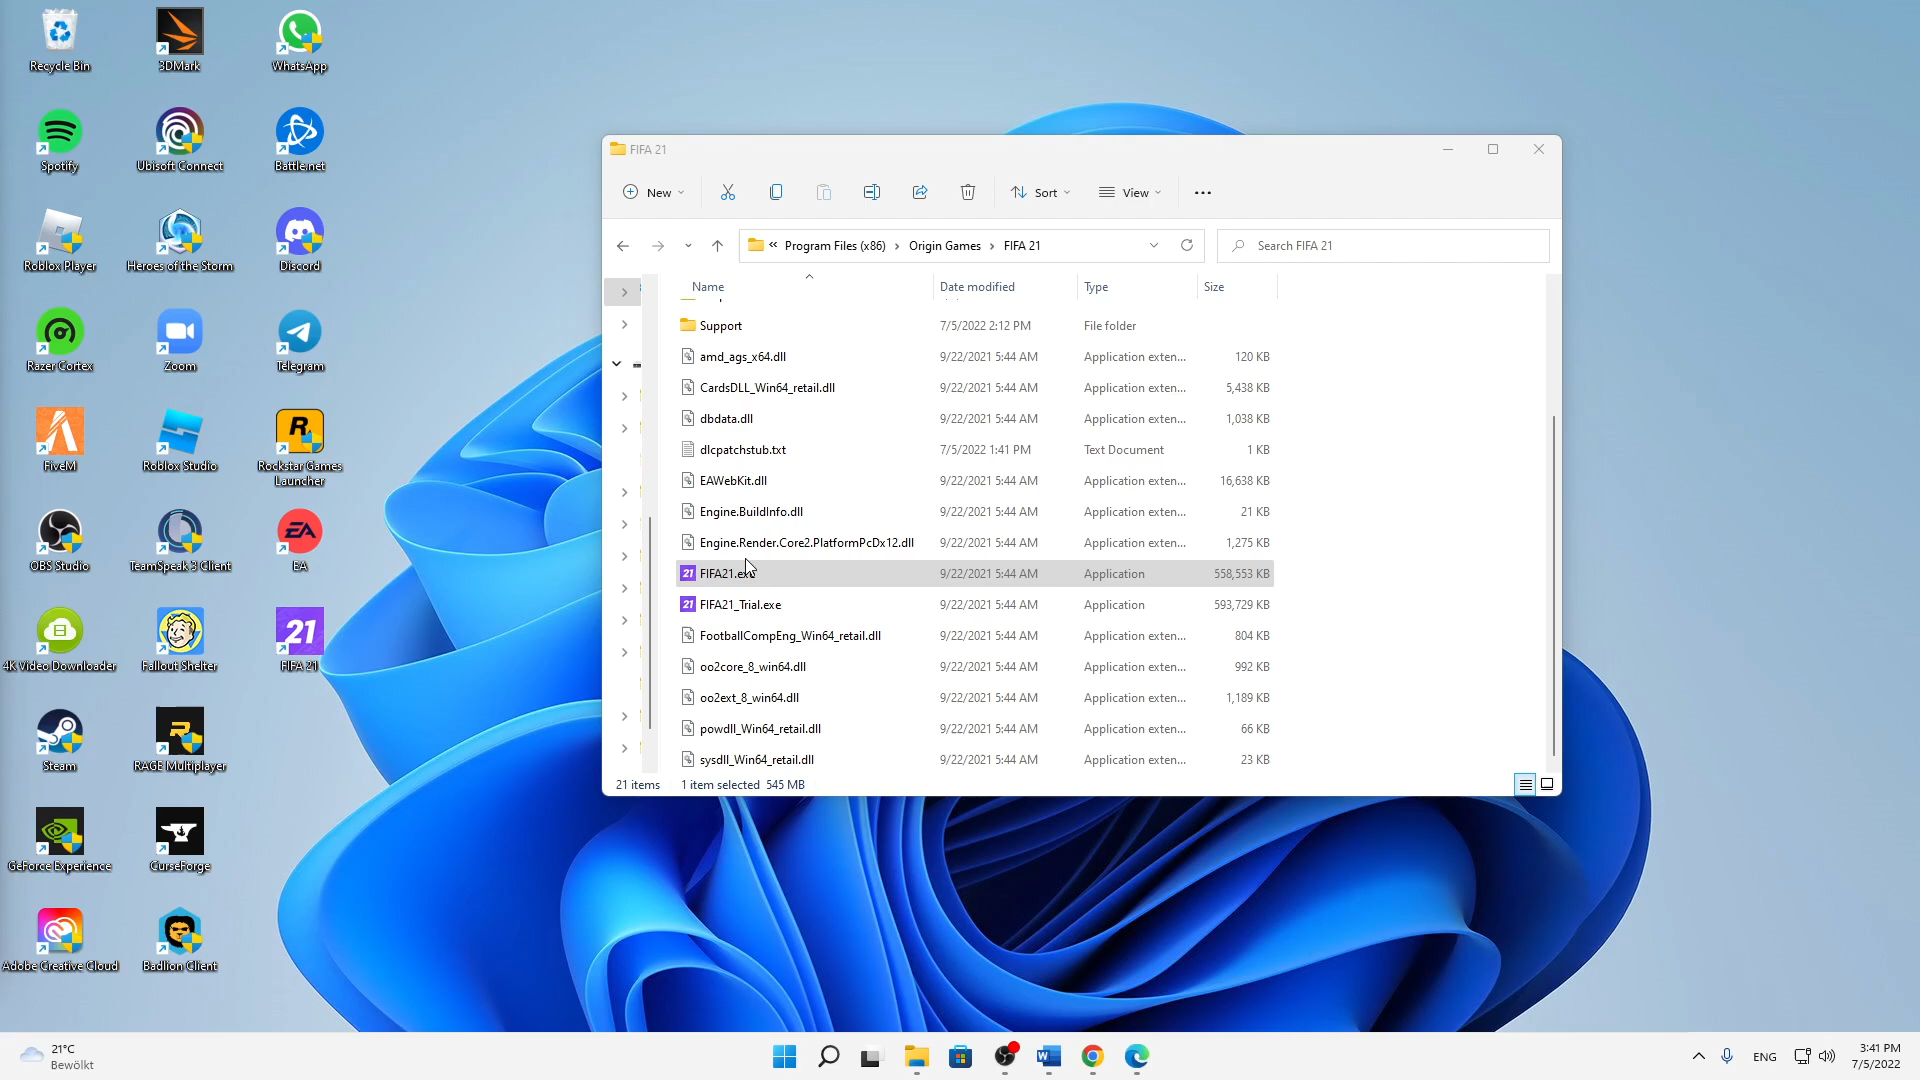 Recycle Bin
3DMark
WhatsApp
Spotify
Ubisoft Connect
Battle.net
Roblox Player
Heroes of the Storm
Discord
Razer Cortex
Zoom
Telegram
FiveM
Roblox Studio
Rockstar Games
Launcher
OBS Studio
TeamSpeak 3 Client
EA
4K Video Downloader
Fallout Shelter
FIFA 21
Steam
RAGE Multiplayer
GeForce Experience
CurseForge
Adobe Creative Cloud
Badlion Client
FIFA 21
New
Sort
View
« Program Files (x86) › Origin Games › FIFA 21
Search FIFA 21
Name Date modified Type Size
Support 7/5/2022 2:12 PM File folder
amd_ags_x64.dll 9/22/2021 5:44 AM Application exten... 120 KB
CardsDLL_Win64_retail.dll 9/22/2021 5:44 AM Application exten... 5,438 KB
dbdata.dll 9/22/2021 5:44 AM Application exten... 1,038 KB
dlcpatchstub.txt 7/5/2022 1:41 PM Text Document 1 KB
EAWebKit.dll 9/22/2021 5:44 AM Application exten... 16,638 KB
Engine.BuildInfo.dll 9/22/2021 5:44 AM Application exten... 21 KB
Engine.Render.Core2.PlatformPcDx12.dll 9/22/2021 5:44 AM Application exten... 1,275 KB
FIFA21.exe 9/22/2021 5:44 AM Application 558,553 KB
FIFA21_Trial.exe 9/22/2021 5:44 AM Application 593,729 KB
FootballCompEng_Win64_retail.dll 9/22/2021 5:44 AM Application exten... 804 KB
oo2core_8_win64.dll 9/22/2021 5:44 AM Application exten... 992 KB
oo2ext_8_win64.dll 9/22/2021 5:44 AM Application exten... 1,189 KB
powdll_Win64_retail.dll 9/22/2021 5:44 AM Application exten... 66 KB
sysdll_Win64_retail.dll 9/22/2021 5:44 AM Application exten... 23 KB
21 items 1 item selected 545 MB
21°C
Bewölkt
ENG
3:41 PM
7/5/2022